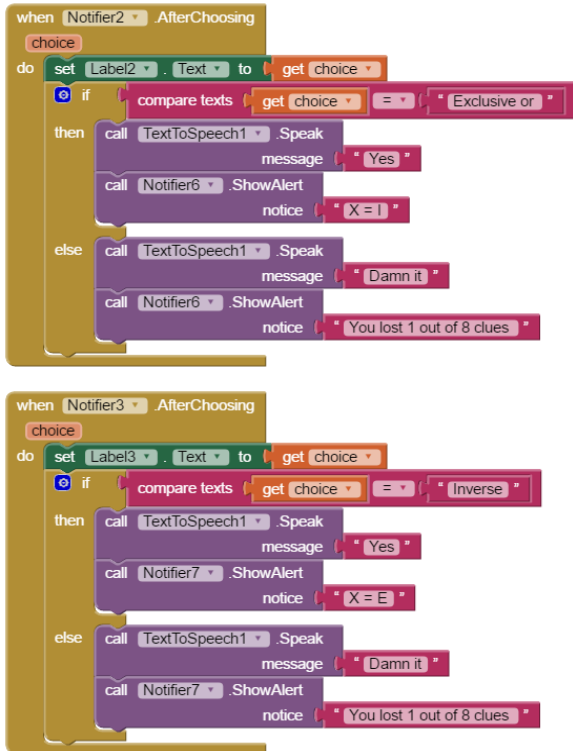 when Notifier2 .AfterChoosing
choice
do set Label2 . Text to get choice
if compare texts get choice = " Exclusive or "
then call TextToSpeech1 .Speak
message " Yes "
call Notifier6 .ShowAlert
notice " X = I "
else call TextToSpeech1 .Speak
message " Damn it "
call Notifier6 .ShowAlert
notice " You lost 1 out of 8 clues "
when Notifier3 .AfterChoosing
choice
do set Label3 . Text to get choice
if compare texts get choice = " Inverse "
then call TextToSpeech1 .Speak
message " Yes "
call Notifier7 .ShowAlert
notice " X = E "
else call TextToSpeech1 .Speak
message " Damn it "
call Notifier7 .ShowAlert
notice " You lost 1 out of 8 clues "